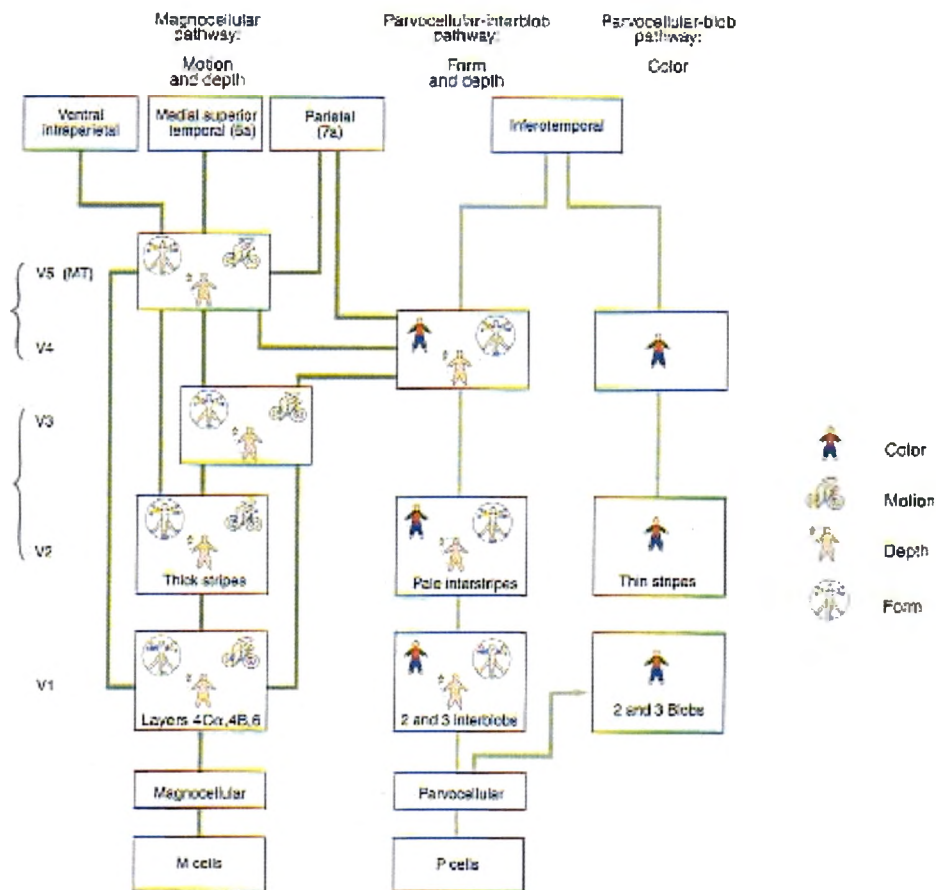 Magnocellular
pathway:
Motion
and depth
Parvocellular-interblob
pathway:
Form
and depth
Parvocellular-blob
pathway:
Color
Ventral
intraparietal
Medial superior
temporal (5a)
Parietal
(7a)
Inferotemporal
V5 (MT)
V4
V3
V2
V1
Thick stripes
Pale interstripes
Thin stripes
Layers 4Cα,4B,6
2 and 3 Interblobs
2 and 3 Blobs
Magnocellular
Parvocellular
M cells
P cells
Color
Motion
Depth
Form